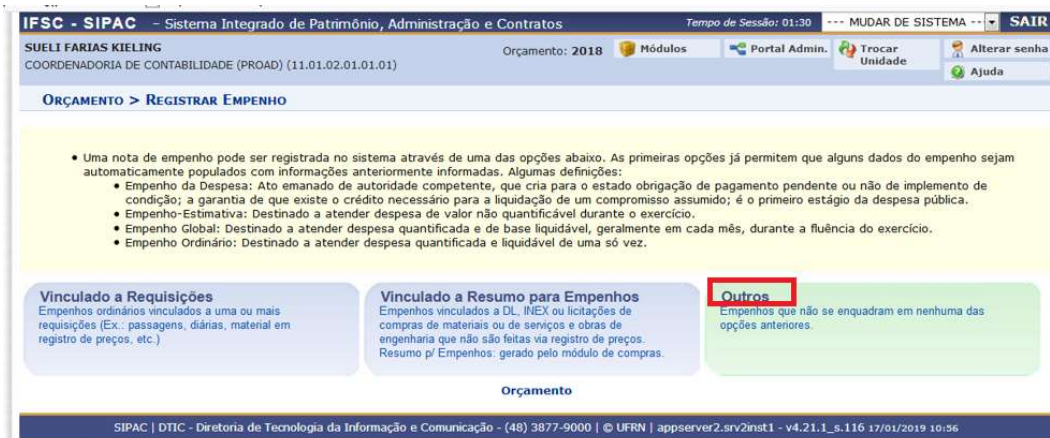 IFSC - SIPAC – Sistema Integrado de Patrimônio, Administração e Contratos Tempo de Sessão: 01:30 --- MUDAR DE SISTEMA --- SAIR
SUELI FARIAS KIELING Orçamento: 2018 Módulos Portal Admin. Trocar Unidade Alterar senha
COORDENADORIA DE CONTABILIDADE (PROAD) (11.01.02.01.01.01) Ajuda
ORÇAMENTO > REGISTRAR EMPENHO
• Uma nota de empenho pode ser registrada no sistema através de uma das opções abaixo. As primeiras opções já permitem que alguns dados do empenho sejam
automaticamente populados com informações anteriormente informadas. Algumas definições:
• Empenho da Despesa: Ato emanado de autoridade competente, que cria para o estado obrigação de pagamento pendente ou não de implemento de
condição; a garantia de que existe o crédito necessário para a liquidação de um compromisso assumido; é o primeiro estágio da despesa pública.
• Empenho-Estimativa: Destinado a atender despesa de valor não quantificável durante o exercício.
• Empenho Global: Destinado a atender despesa quantificada e de base liquidável, geralmente em cada mês, durante a fluência do exercício.
• Empenho Ordinário: Destinado a atender despesa quantificada e liquidável de uma só vez.
Vinculado a Requisições
Empenhos ordinários vinculados a uma ou mais
requisições (Ex.: passagens, diárias, material em
registro de preços, etc.)
Vinculado a Resumo para Empenhos
Empenhos vinculados a DL, INEX ou licitações de
compras de materiais ou de serviços e obras de
engenharia que não são feitas via registro de preços.
Resumo p/ Empenhos: gerado pelo módulo de compras.
Outros
Empenhos que não se enquadram em nenhuma das
opções anteriores.
Orçamento
SIPAC | DTIC - Diretoria de Tecnologia da Informação e Comunicação - (48) 3877-9000 | © UFRN | appserver2.srv2inst1 - v4.21.1_s.116 17/01/2019 10:56